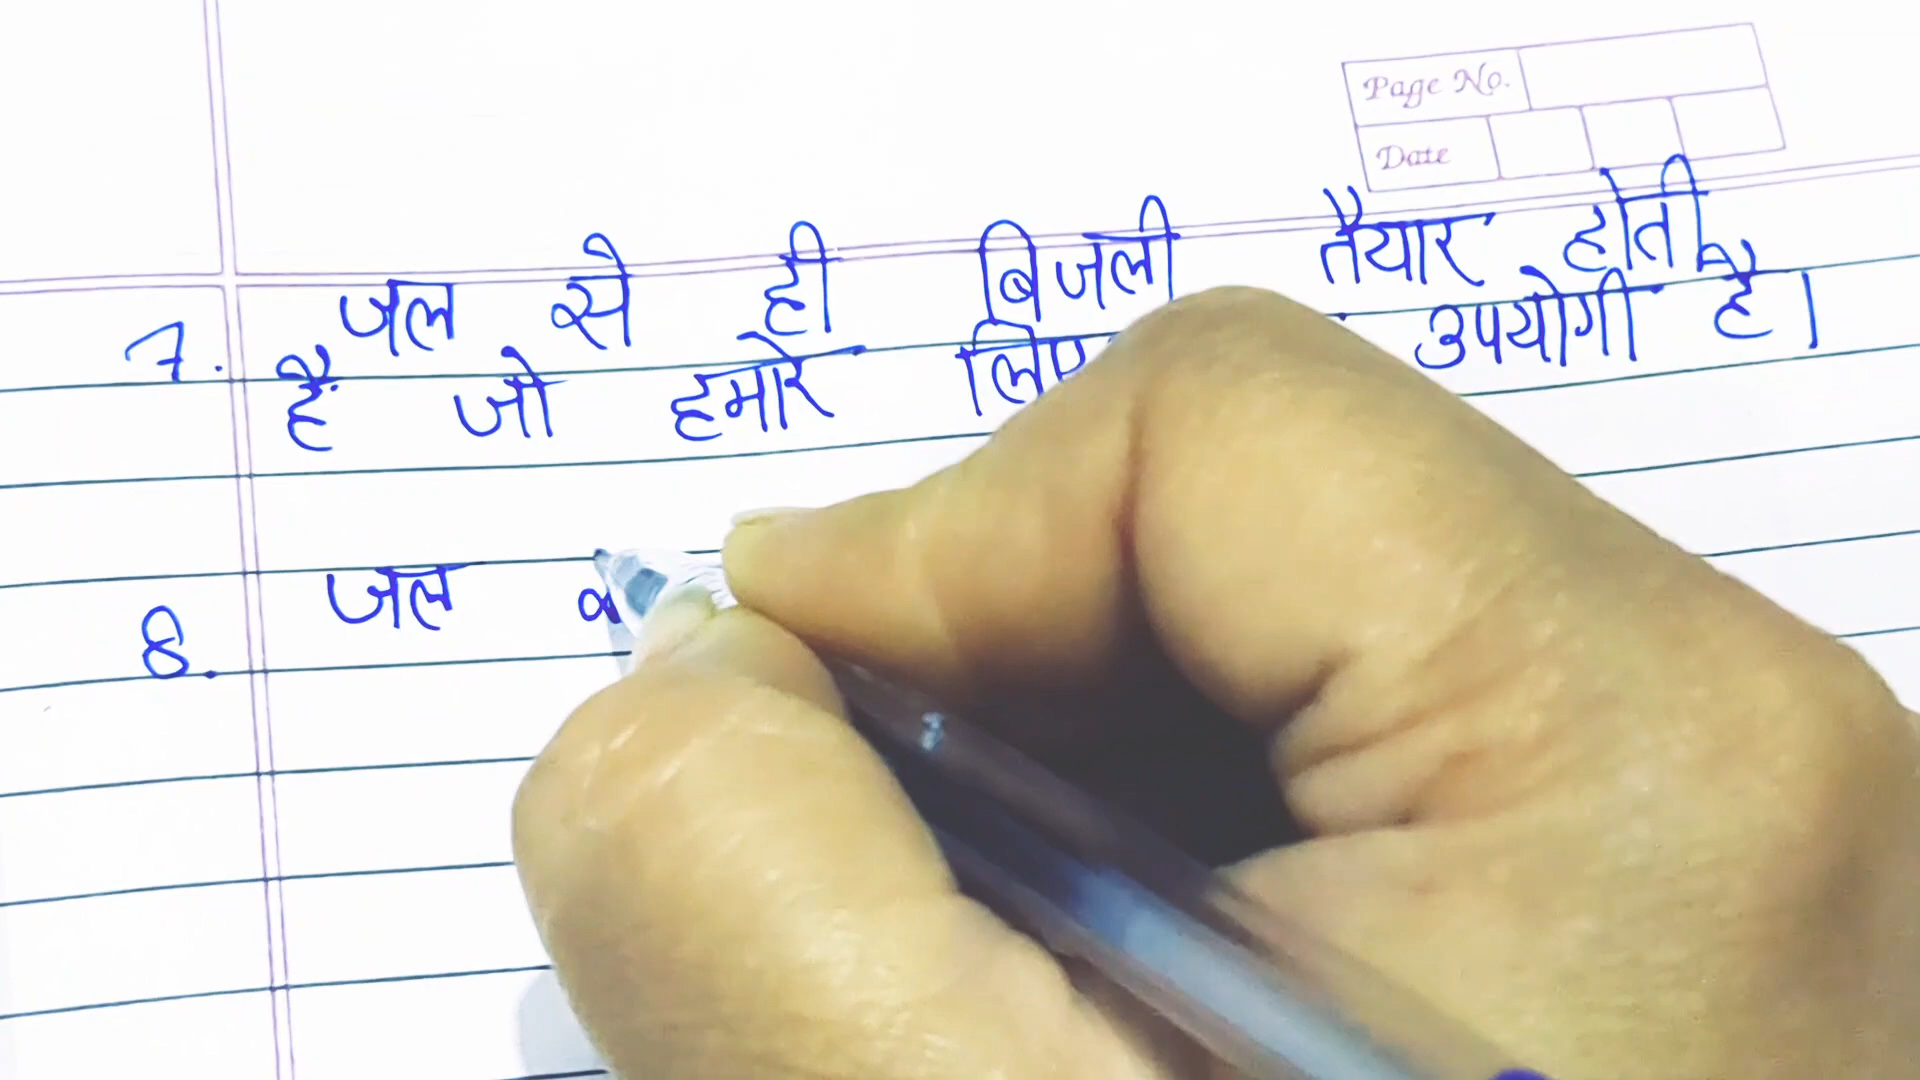 Page No.
Date
7. जल से ही बिजली तैयार होती
है जो हमारे लिए उपयोगी है।
8. जल